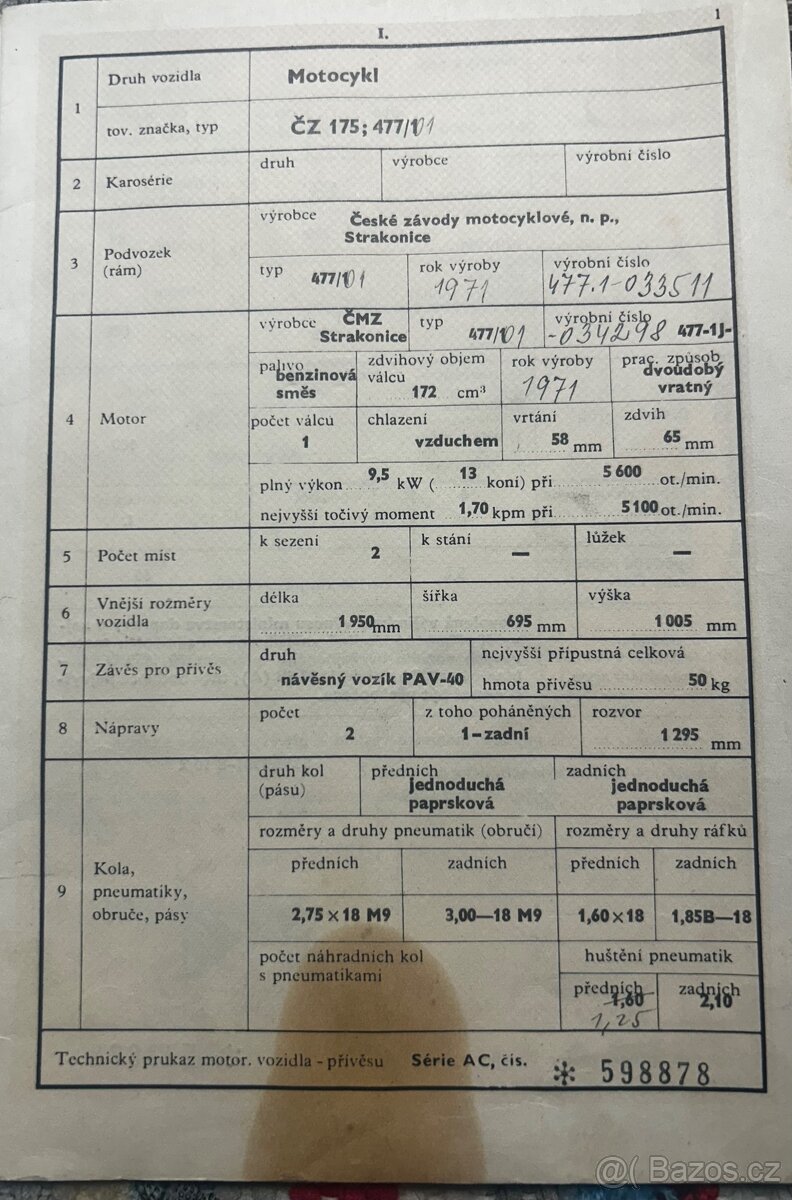 I.
1
1
Druh vozidla
Motocykl
tov. značka, typ
ČZ 175; 477/101
2
Karosérie
druh
výrobce
výrobní číslo
3
Podvozek
(rám)
výrobce
České závody motocyklové, n. p.,
Strakonice
typ
477/101
rok výroby
1971
výrobní číslo
477.1-033511
4
Motor
výrobce
ČMZ
Strakonice
typ
477/101
výrobní číslo
-034298 477-1J-
palivo
benzinová
směs
zdvihový objem
válcu
172 cm³
rok výroby
1971
prac. způsob
dvoudobý
vratný
počet válcu
1
chlazení
vzduchem
vrtání
58 mm
zdvih
65 mm
plný výkon 9,5 kW ( 13 koní) při 5 600 ot./min.
nejvyšší točivý moment 1,70 kpm při 5100 ot./min.
5
Počet míst
k sezení
2
k stání
—
lůžek
—
6
Vnější rozměry
vozidla
délka
1 950 mm
šířka
695 mm
výška
1 005 mm
7
Závěs pro přívěs
druh
návěsný vozík PAV-40
nejvyšší přípustná celková
hmota přívěsu 50 kg
8
Nápravy
počet
2
z toho poháněných
1-zadní
rozvor
1 295 mm
9
Kola,
pneumatiky,
obruče, pásy
druh kol
(pásu)
předních
jednoduchá
paprsková
zadních
jednoduchá
paprsková
rozměry a druhy pneumatik (obručí)
rozměry a druhy ráfků
předních
zadních
předních
zadních
2,75 × 18 M9
3,00—18 M9
1,60×18
1,85B—18
počet náhradních kol
s pneumatikami
huštění pneumatik
předních
1,60
1,25
zadních
2,10
Technický prukaz motor. vozidla - přívěsu Série AC, čís. * 598878
@ Bazos.cz